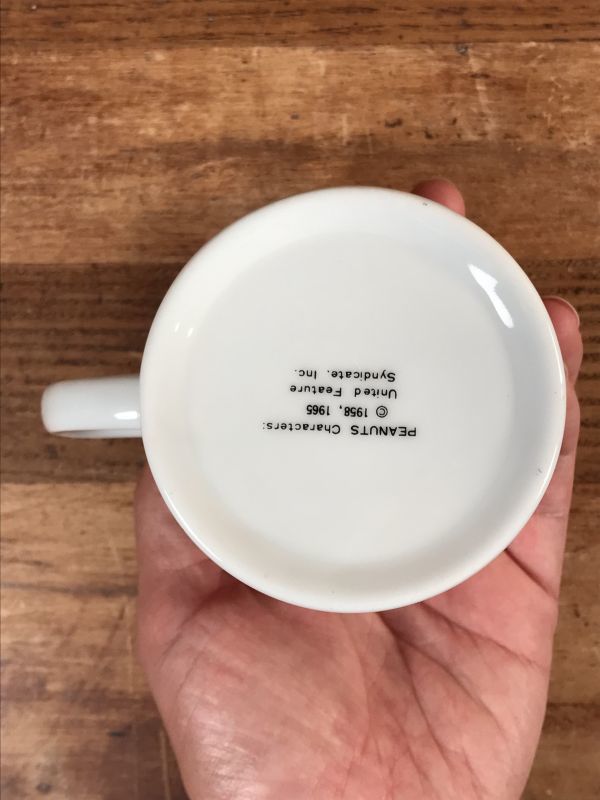 PEANUTS Characters:
© 1958, 1965
United Feature
Syndicate, Inc.